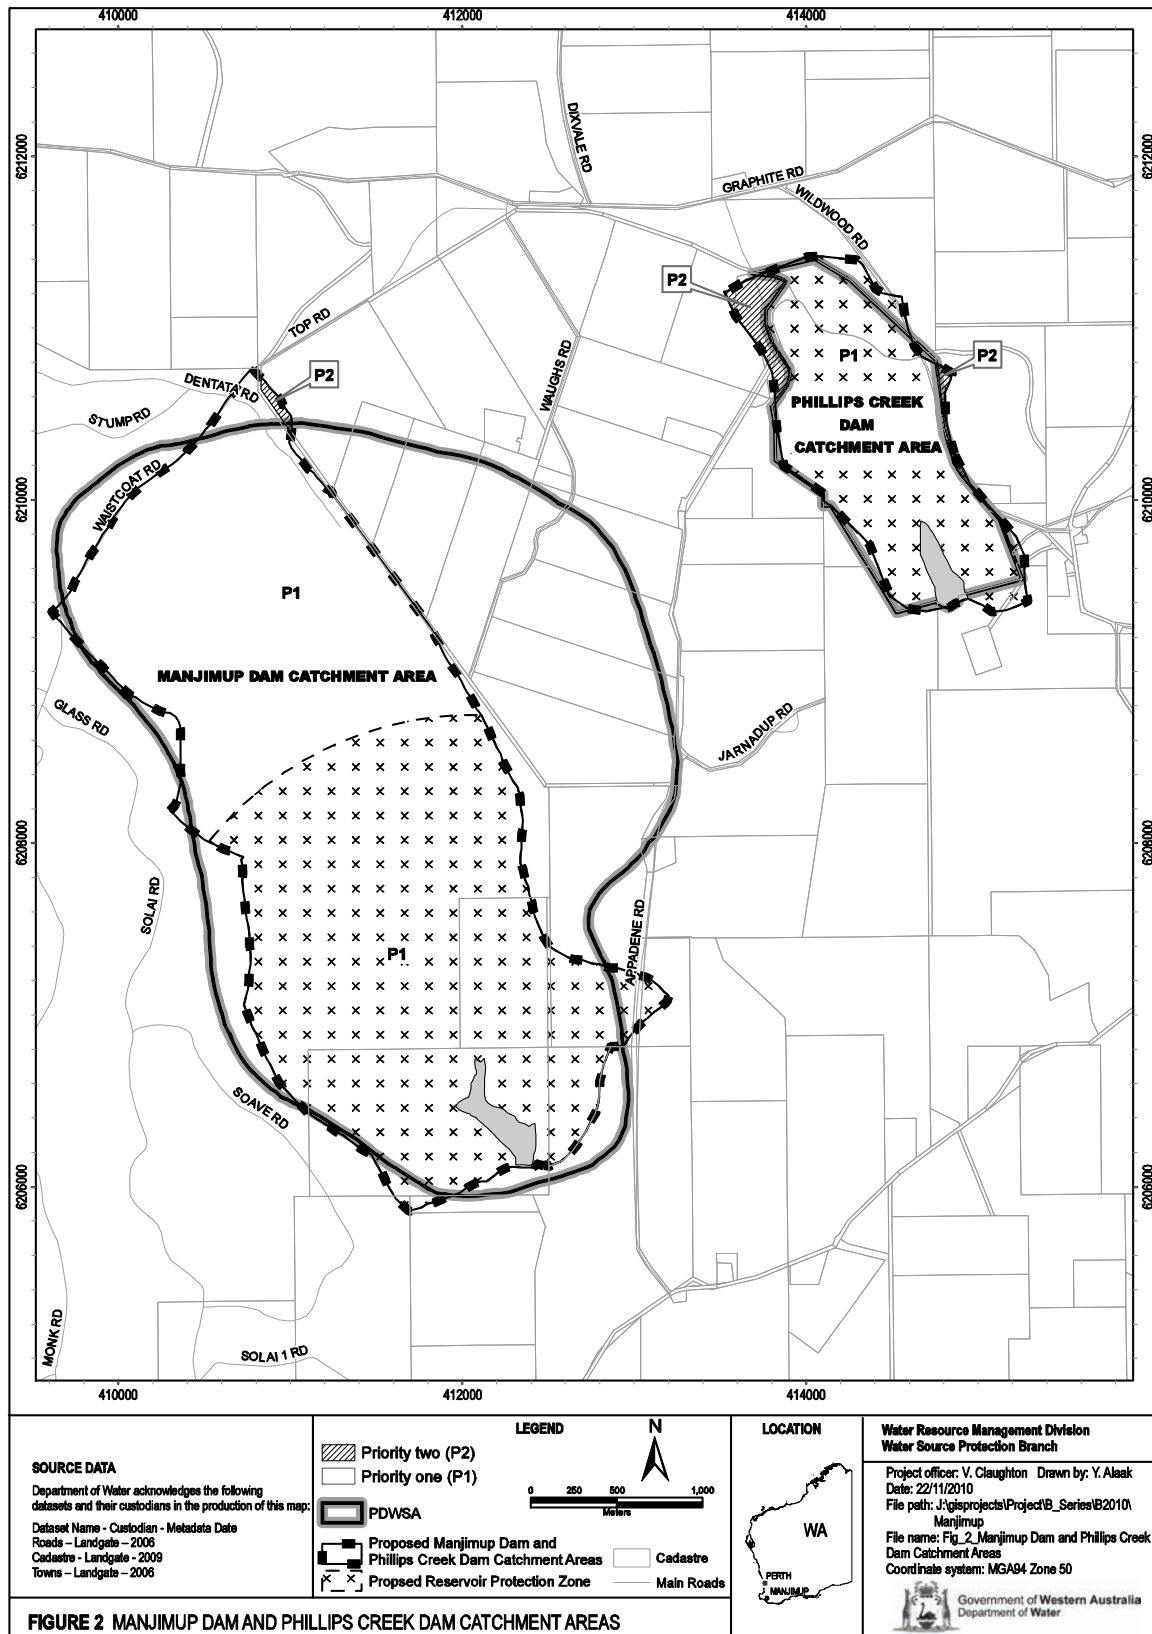 410000
412000
414000
6212000
6212000
DIXVALE RD
GRAPHITE RD
WILDWOOD RD
P2
TOP RD
P2
DENTATA RD
STUMP RD
WAUGHS RD
P1
P2
PHILLIPS CREEK
DAM
CATCHMENT AREA
WAISTCOAT RD
6210000
6210000
P1
MANJIMUP DAM CATCHMENT AREA
GLASS RD
JARNADUP RD
6208000
6208000
SOLAI RD
P1
APPADENE RD
SOAVE RD
6206000
6206000
MONK RD
SOLAI 1 RD
410000
412000
414000
SOURCE DATA
Department of Water acknowledges the following
datasets and their custodians in the production of this map:
Dataset Name - Custodian - Metadata Date
Roads – Landgate – 2006
Cadastre - Landgate - 2009
Towns – Landgate – 2006
LEGEND
Priority two (P2)
Priority one (P1)
PDWSA
Proposed Manjimup Dam and
Phillips Creek Dam Catchment Areas
Propsed Reservoir Protection Zone
N
0 250 500 1,000
Meters
Cadastre
Main Roads
LOCATION
WA
PERTH
MANJIMUP
Water Resource Management Division
Water Source Protection Branch
Project officer: V. Claughton Drawn by: Y. Alaak
Date: 22/11/2010
File path: J:\gisprojects\Project\B_Series\B2010\
Manjimup
File name: Fig_2_Manjimup Dam and Phillips Creek
Dam Catchment Areas
Coordinate system: MGA94 Zone 50
Government of Western Australia
Department of Water
FIGURE 2 MANJIMUP DAM AND PHILLIPS CREEK DAM CATCHMENT AREAS